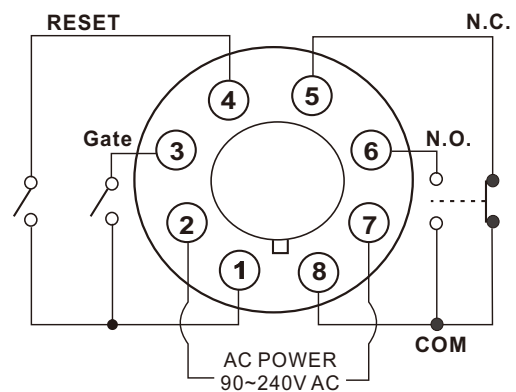 RESET
N.C.
4
5
Gate
3
6
N.O.
2
7
1
8
COM
AC POWER
90~240V AC